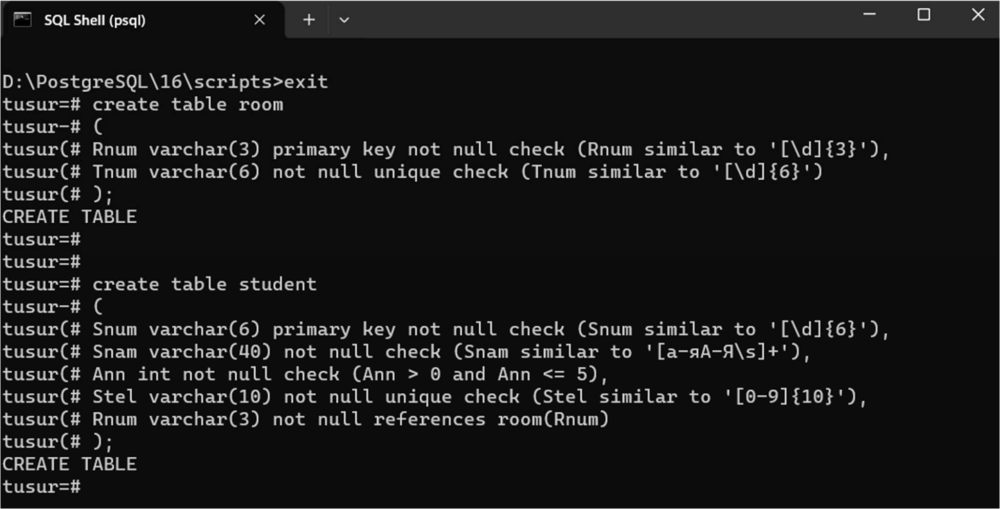 SQL Shell (psql)
D:\PostgreSQL\16\scripts>exit
tusur=# create table room
tusur-# (
tusur(# Rnum varchar(3) primary key not null check (Rnum similar to '[\d]{3}'),
tusur(# Tnum varchar(6) not null unique check (Tnum similar to '[\d]{6}')
tusur(# );
CREATE TABLE
tusur=#
tusur=#
tusur=# create table student
tusur-# (
tusur(# Snum varchar(6) primary key not null check (Snum similar to '[\d]{6}'),
tusur(# Snam varchar(40) not null check (Snam similar to '[а-яА-Я\s]+'),
tusur(# Ann int not null check (Ann > 0 and Ann <= 5),
tusur(# Stel varchar(10) not null unique check (Stel similar to '[0-9]{10}'),
tusur(# Rnum varchar(3) not null references room(Rnum)
tusur(# );
CREATE TABLE
tusur=#